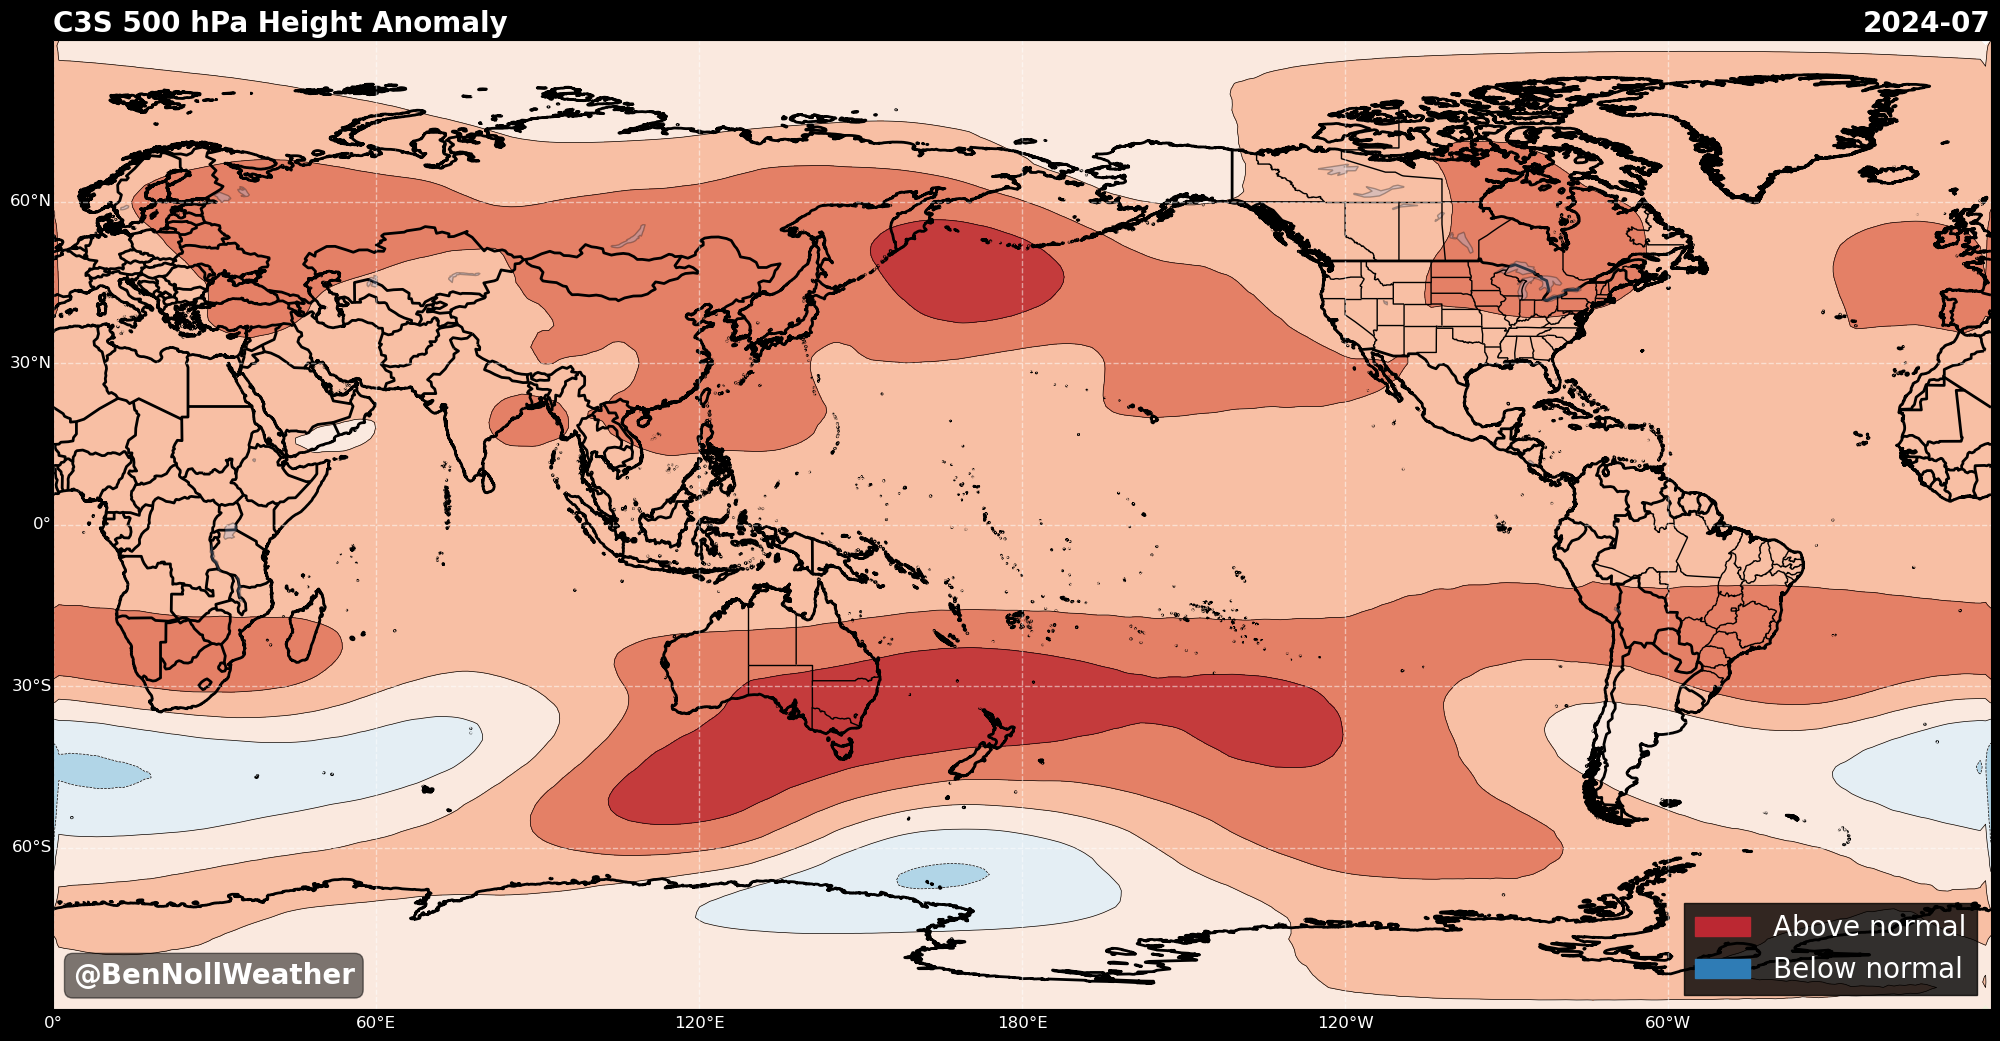 C3S 500 hPa Height Anomaly
2024-07
60°N
30°N
0°
30°S
60°S
Above normal
Below normal
@BenNollWeather
0°
60°E
120°E
180°E
120°W
60°W